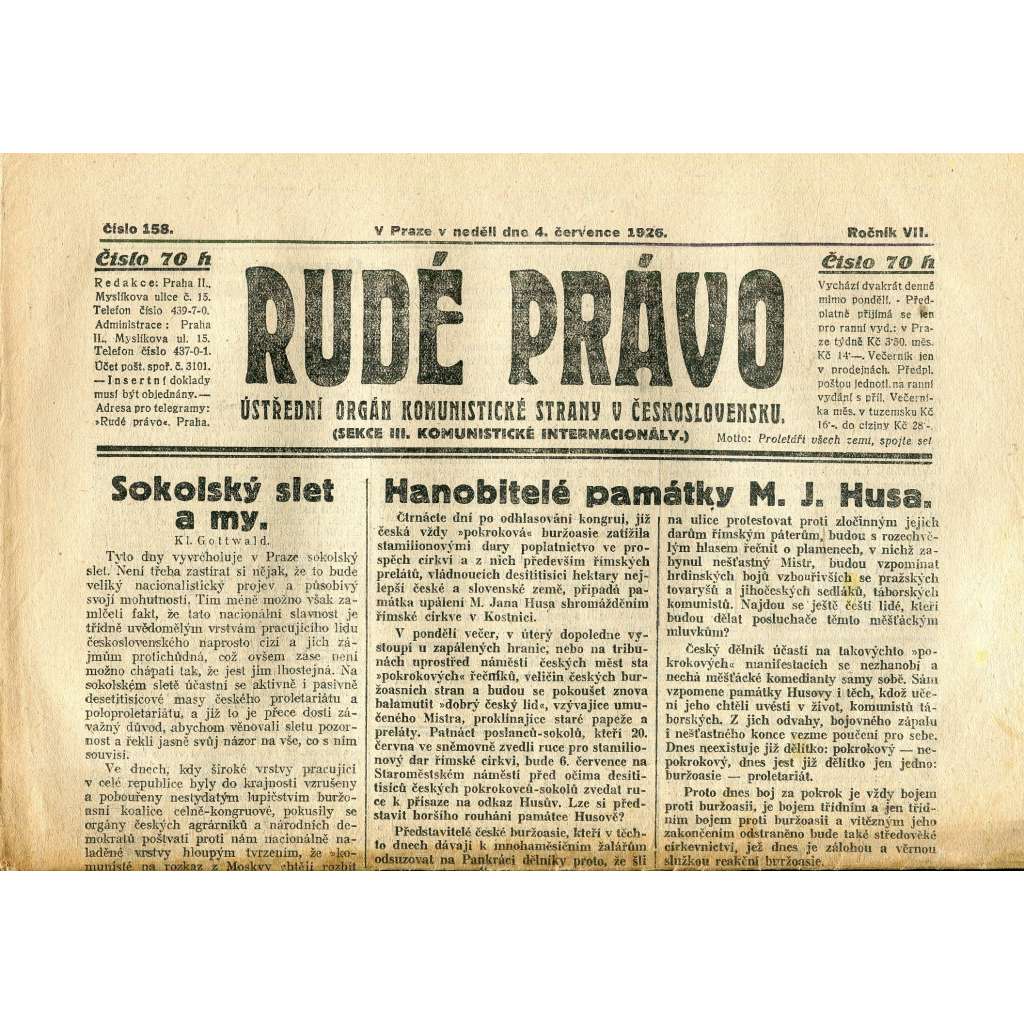 Číslo 158.
V Praze v neděli dne 4. července 1926.
Ročník VII.
Číslo 70 h
Redakce: Praha II.,
Myslíkova ulice č. 15.
Telefon číslo 439-7-0.
Administrace: Praha
II., Myslíkova ul. 15.
Telefon číslo 437-0-1.
Účet pošt. spoř. č. 3101.
—Insertní doklady
musí být objednány.—
Adresa pro telegramy:
»Rudé právo«, Praha.
RUDÉ PRÁVO
ÚSTŘEDNÍ ORGÁN KOMUNISTICKÉ STRANY V ČESKOSLOVENSKU.
(SEKCE III. KOMUNISTICKÉ INTERNACIONÁLY.)
Číslo 70 h
Vychází dvakrát denně
mimo pondělí. - Před-
platné přijímá se jen
pro ranní vyd.: v Pra-
ze týdně Kč 3·50, měs.
Kč 14·—. Večerník jen
v prodejnách. Předpl.
poštou jednotl. na ranní
vydání s příl. Večerní-
ka měs. v tuzemsku Kč
16·-, do ciziny Kč 28·-.
Motto: Proletáři všech zemí, spojte se!
Sokolský slet
a my.
Kl. Gottwald.
Tyto dny vyvrcholuje v Praze sokolský
slet. Není třeba zastírat si nějak, že to bude
veliký nacionalistický projev a působivý
svojí mohutností. Tím méně možno však za-
mlčeti fakt, že tato nacionální slavnost je
třídně uvědomělým vrstvám pracujícího lidu
československého naprosto cizí a jich zá-
jmům protichůdná, což ovšem zase není
možno chápati tak, že jest jim lhostejná. Na
sokolském sletě účastní se aktivně i pasivně
desetitisícové masy českého proletariátu a
poloproletariátu, a již to je přece dosti zá-
važný důvod, abychom věnovali sletu pozor-
nost a řekli jasně svůj názor na vše, co s ním
souvisí.
Ve dnech, kdy široké vrstvy pracující
v celé republice byly do krajnosti vzrušeny
a pobouřeny nestydatým lupičstvím buržo-
asní koalice celně-kongruové, pokusily se
orgány českých agrárníků a národních de-
mokratů poštvati proti nám nacionálně na-
laděné vrstvy hloupým tvrzením, že »ko-
munisté na rozkaz z Moskvy chtějí rozbít
Hanobitelé památky M. J. Husa.
Čtrnácte dní po odhlasování kongrui, jíž
česká vždy »pokroková« buržoasie zatížila
stamilionovými dary poplatnictvo ve pro-
spěch církví a z nich především římských
prelátů, vládnoucích desítitisíci hektary nej-
lepší české a slovenské země, připadá pa-
mátka upálení M. Jana Husa shromážděním
římské církve v Kostnici.
V pondělí večer, v úterý dopoledne vy-
stoupí u zapálených hranic, nebo na tribu-
nách uprostřed náměstí českých měst sta
»pokrokových« řečníků, veličin českých bur-
žoasních stran a budou se pokoušet znova
balamutit »dobrý český lid«, vzývajíce umu-
čeného Mistra, proklínajíce staré papeže a
preláty. Patnáct poslanců-sokolů, kteří 20.
června ve sněmovně zvedli ruce pro stamilio-
nový dar římské církvi, bude 6. července na
Staroměstském náměstí před očima desíti-
tisíců českých pokrokovců-sokolů zvedat ru-
ce k přísaze na odkaz Husův. Lze si před-
stavit horšího rouhání památce Husově?
Představitelé české buržoasie, kteří v těch-
to dnech dávají k mnohaměsíčním žalářům
odsuzovat na Pankráci dělníky proto, že šli
na ulice protestovat proti zločinným jejich
darům římským páterům, budou s rozechvě-
lým hlasem řečnit o plamenech, v nichž za-
hynul nešťastný Mistr, budou vzpomínat
hrdinských bojů vzbouřivších se pražských
tovaryšů a jihočeských sedláků, táborských
komunistů. Najdou se ještě čeští lidé, kteří
budou dělat posluchače těmto měšťáckým
mluvkům?
Český dělník účastí na takovýchto »po-
krokových« manifestacích se nezhanobí a
nechá měšťácké komedianty samy sobě. Sám
vzpomene památky Husovy i těch, kdož uče-
ní jeho chtěli uvésti v život, komunistů tá-
borských. Z jich odvahy, bojovného zápalu
i nešťastného konce vezme poučení pro sebe.
Dnes neexistuje již dělítko: pokrokový — ne-
pokrokový, dnes jest již dělítko jen jedno:
buržoasie — proletariát.
Proto dnes boj za pokrok je vždy bojem
proti buržoasii, je bojem třídním a jen tříd-
ním bojem proti buržoasii a vítězným jeho
zakončením odstraněno bude také středověké
církevnictví, jež dnes je zálohou a věrnou
služkou reakční buržoasie.